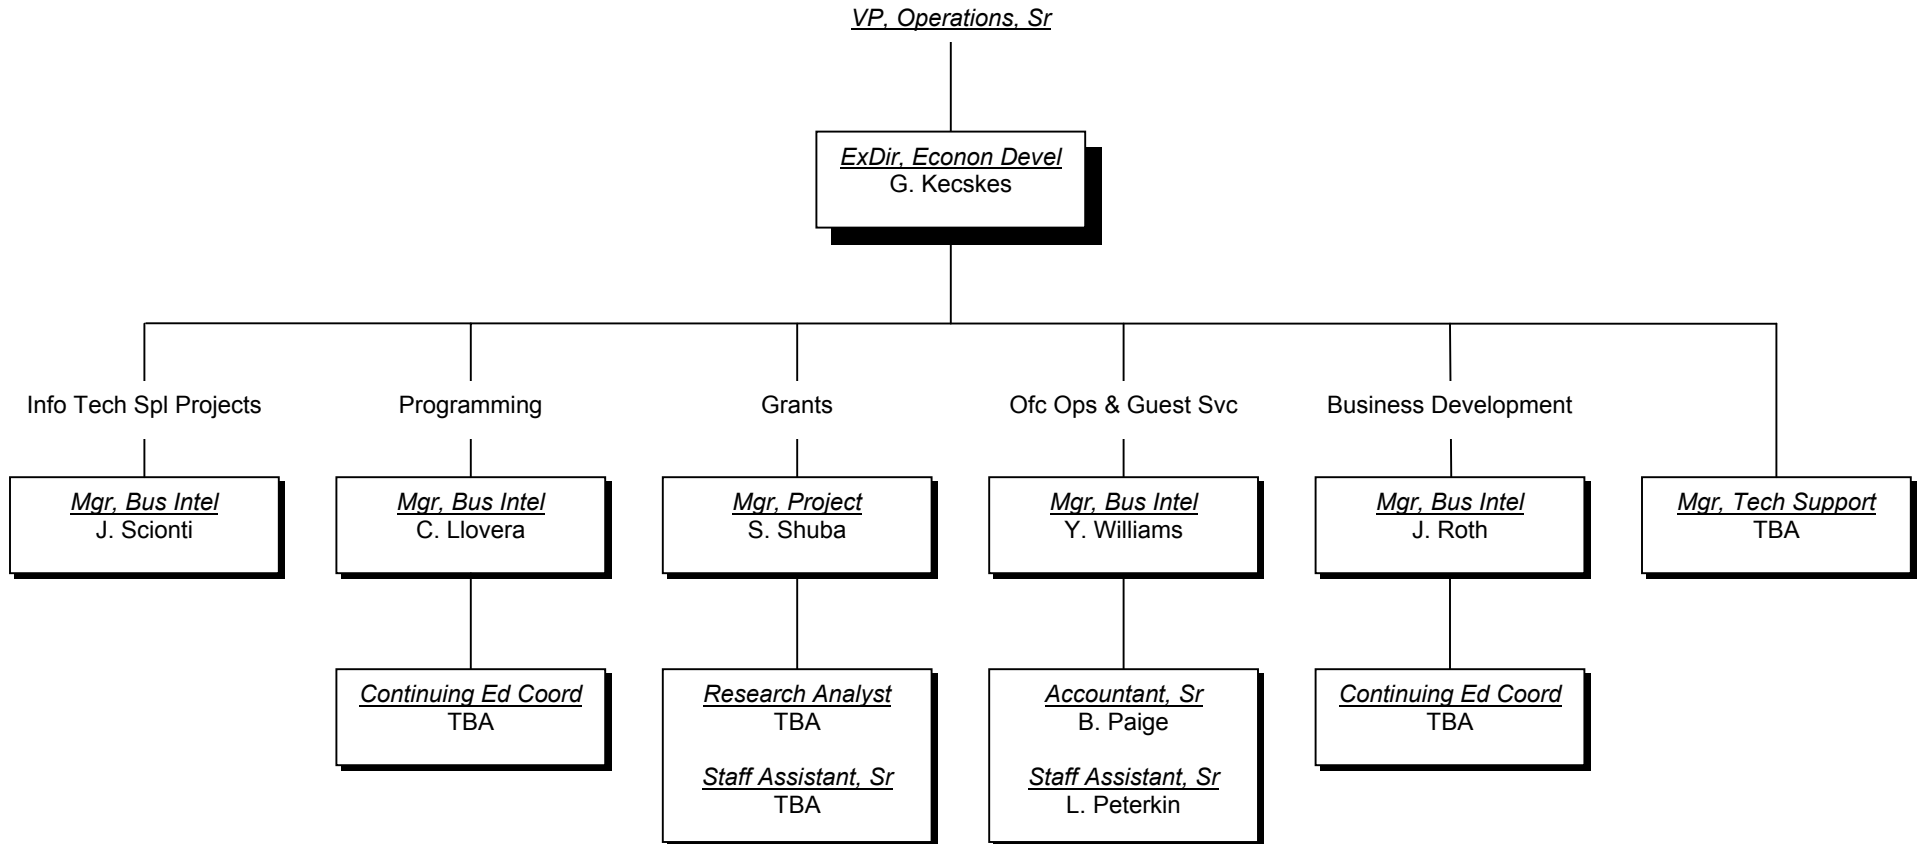 VP, Operations, Sr
ExDir, Econon Devel
G. Kecskes
Info Tech Spl Projects
Programming
Grants
Ofc Ops & Guest Svc
Business Development
Mgr, Bus Intel
J. Scionti
Mgr, Bus Intel
C. Llovera
Mgr, Project
S. Shuba
Mgr, Bus Intel
Y. Williams
Mgr, Bus Intel
J. Roth
Mgr, Tech Support
TBA
Continuing Ed Coord
TBA
Research Analyst
TBA
Staff Assistant, Sr
TBA
Accountant, Sr
B. Paige
Staff Assistant, Sr
L. Peterkin
Continuing Ed Coord
TBA